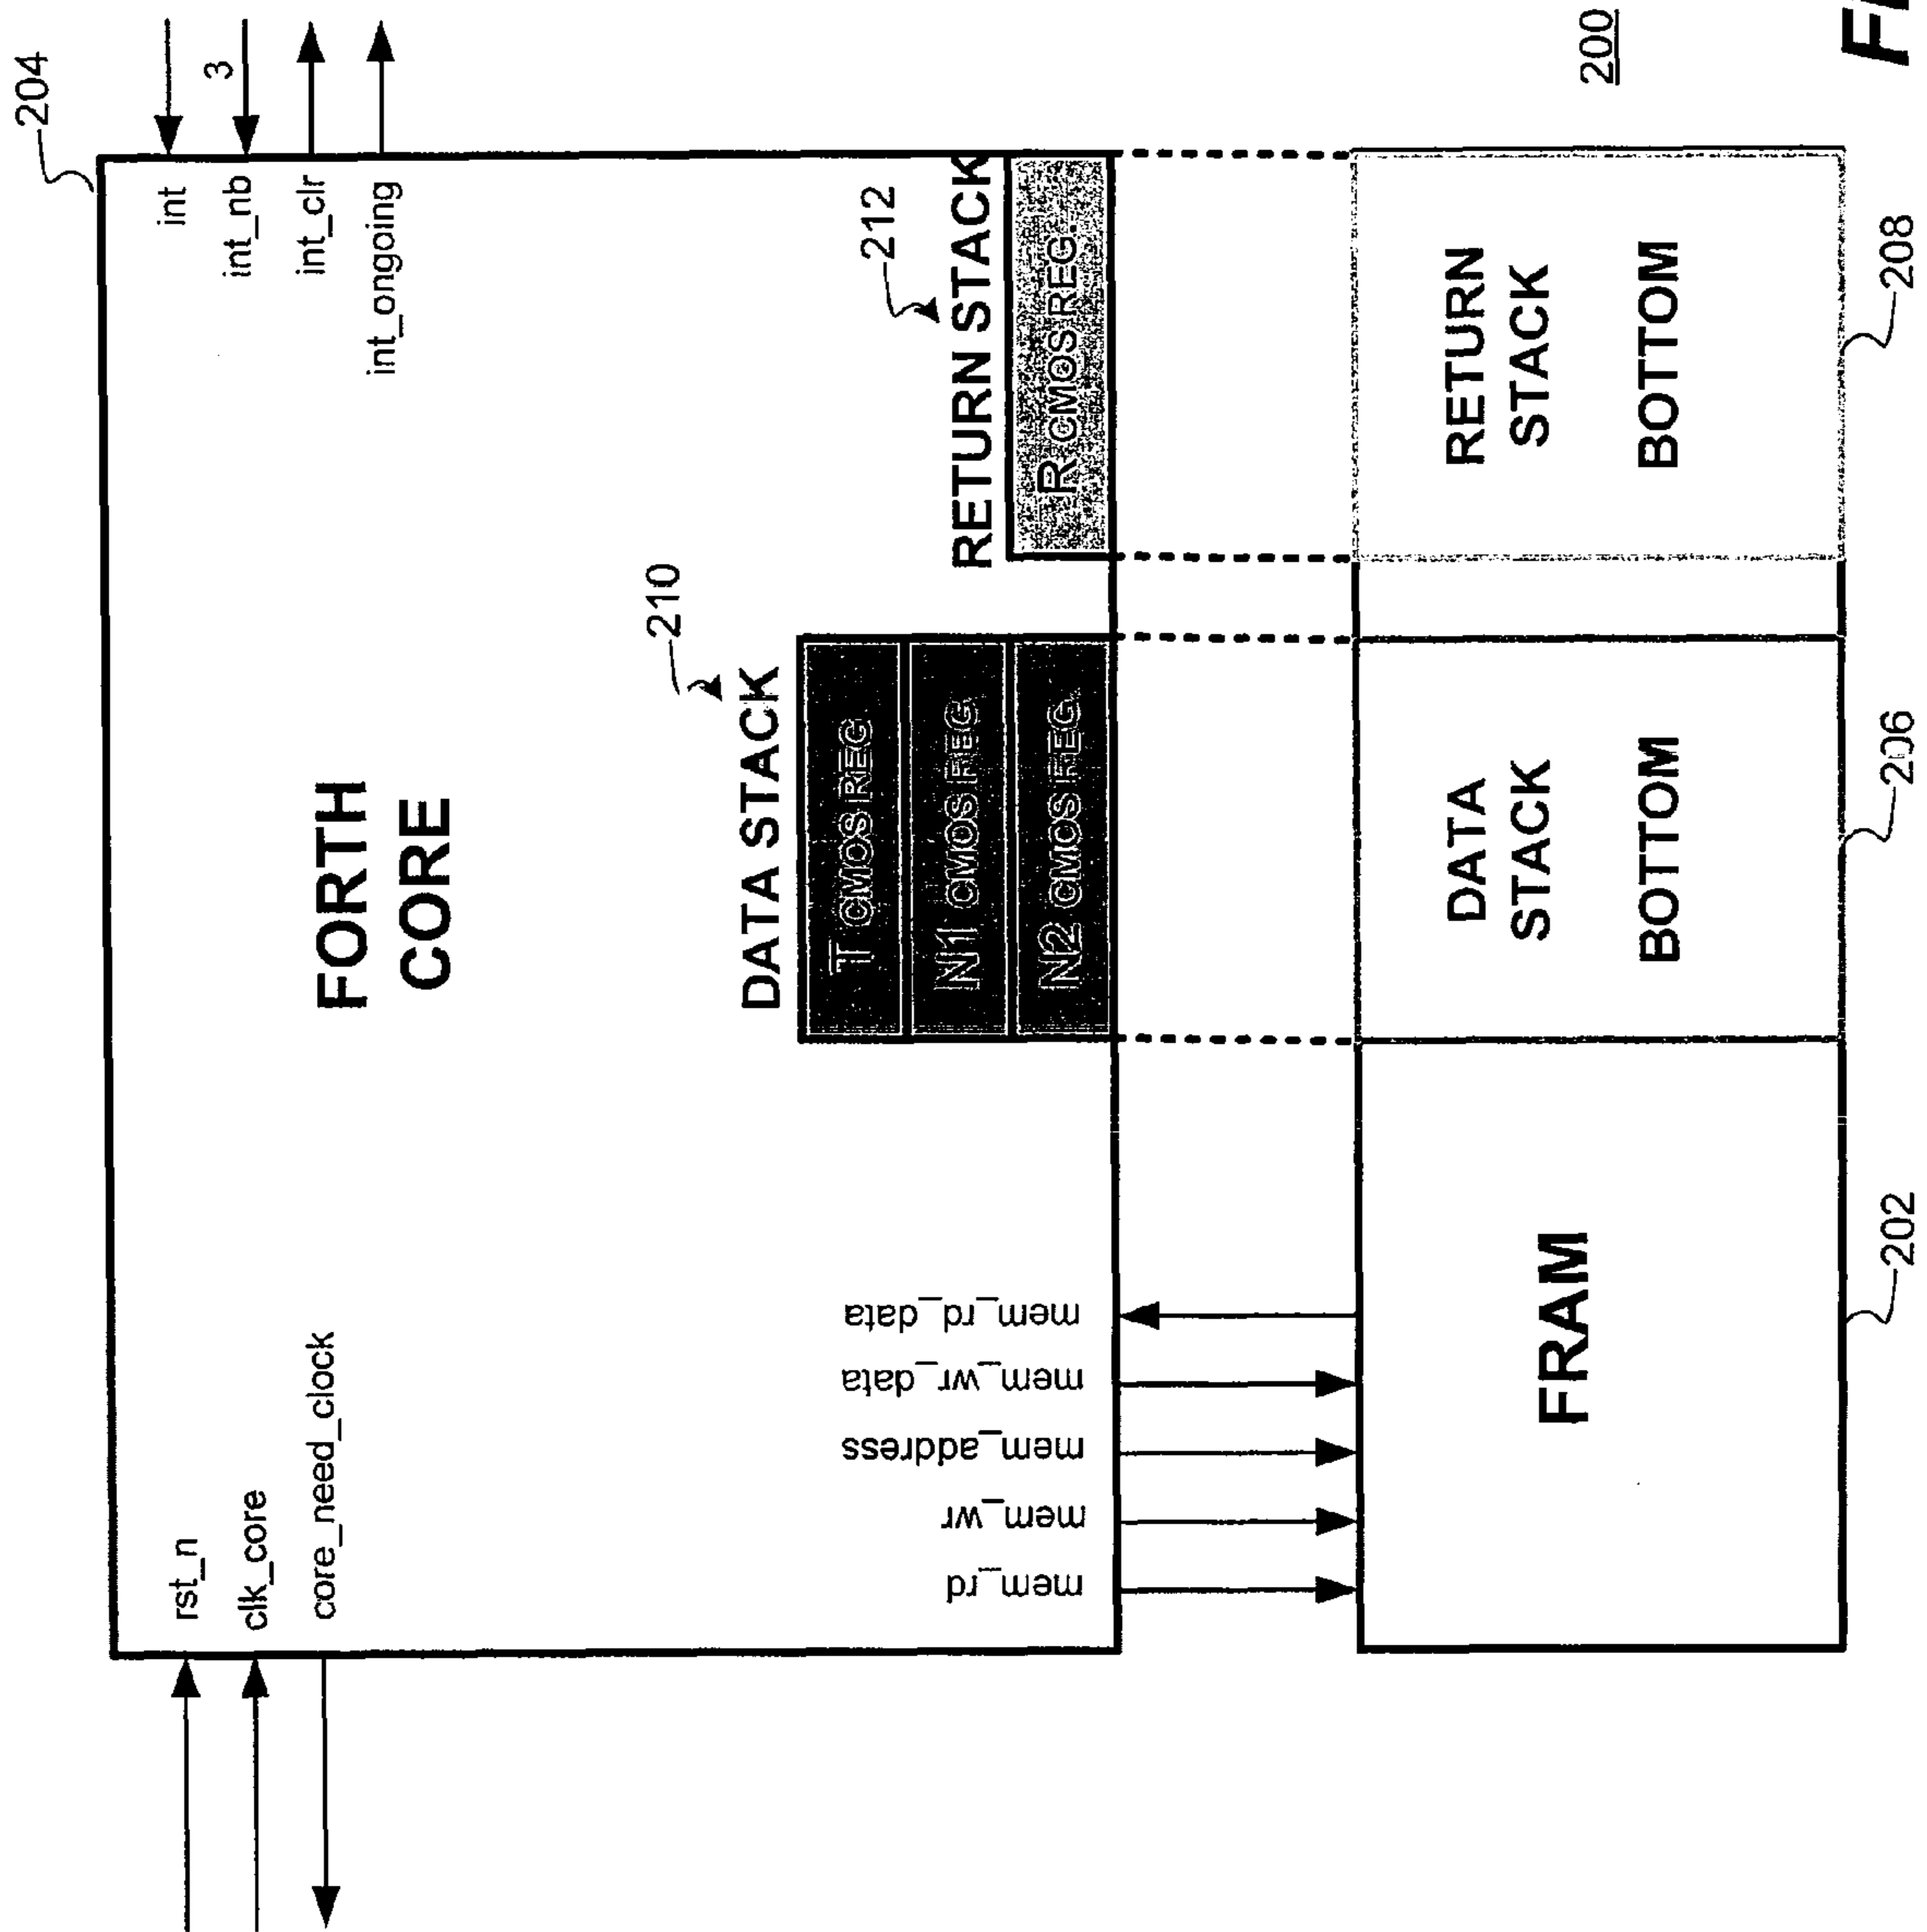 204
rst_n
clk_core
core_need_clock
int
int_nb
3
int_clr
int_ongoing
FORTH
CORE
DATA STACK
210
T CMOS REG
N1 CMOS REG
N2 CMOS REG
RETURN STACK
212
R CMOS REG.
mem_rd
mem_wr
mem_address
mem_wr_data
mem_rd_data
FRAM
DATA
STACK
BOTTOM
RETURN
STACK
BOTTOM
202
206
208
200